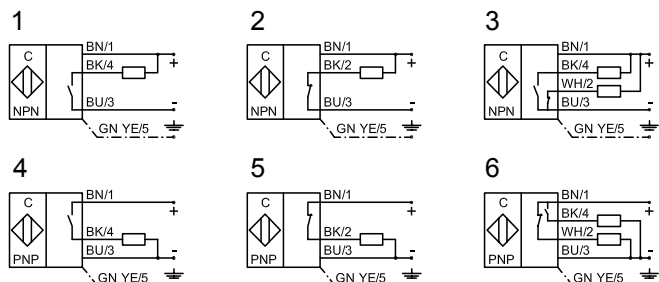 1
C
NPN
BN/1
BK/4
BU/3
GN YE/5
+
-
2
C
NPN
BN/1
BK/2
BU/3
GN YE/5
+
-
3
C
NPN
BN/1
BK/4
WH/2
BU/3
GN YE/5
+
-
4
C
PNP
BN/1
BK/4
BU/3
GN YE/5
+
-
5
C
PNP
BN/1
BK/2
BU/3
GN YE/5
+
-
6
C
PNP
BN/1
BK/4
WH/2
BU/3
GN YE/5
+
-